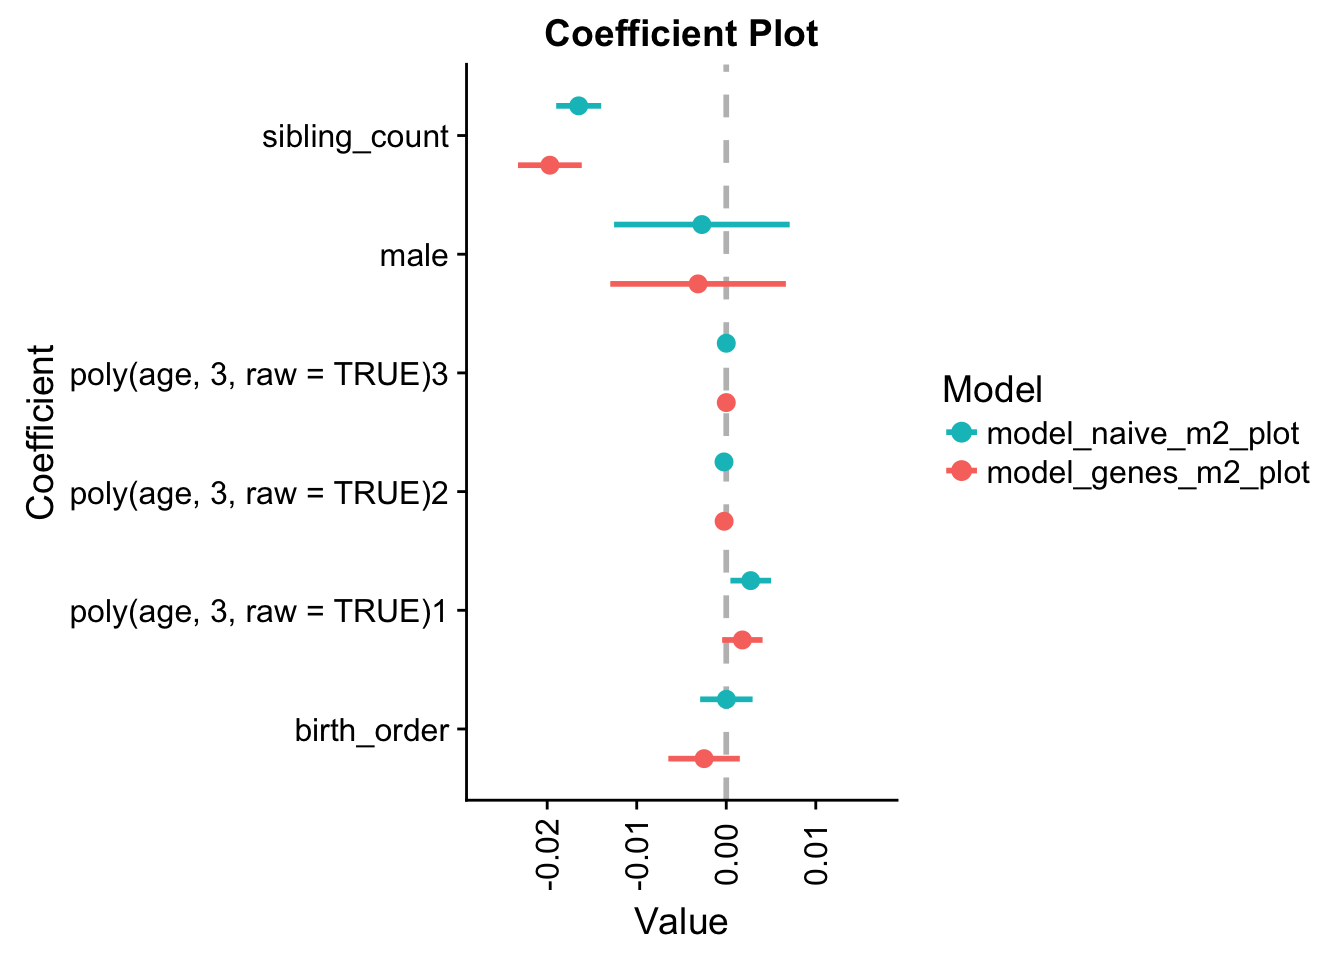 Coefficient Plot
Coefficient
sibling_count
male
poly(age, 3, raw = TRUE)3
poly(age, 3, raw = TRUE)2
poly(age, 3, raw = TRUE)1
birth_order
-0.02
-0.01
0.00
0.01
Value
Model
model_naive_m2_plot
model_genes_m2_plot